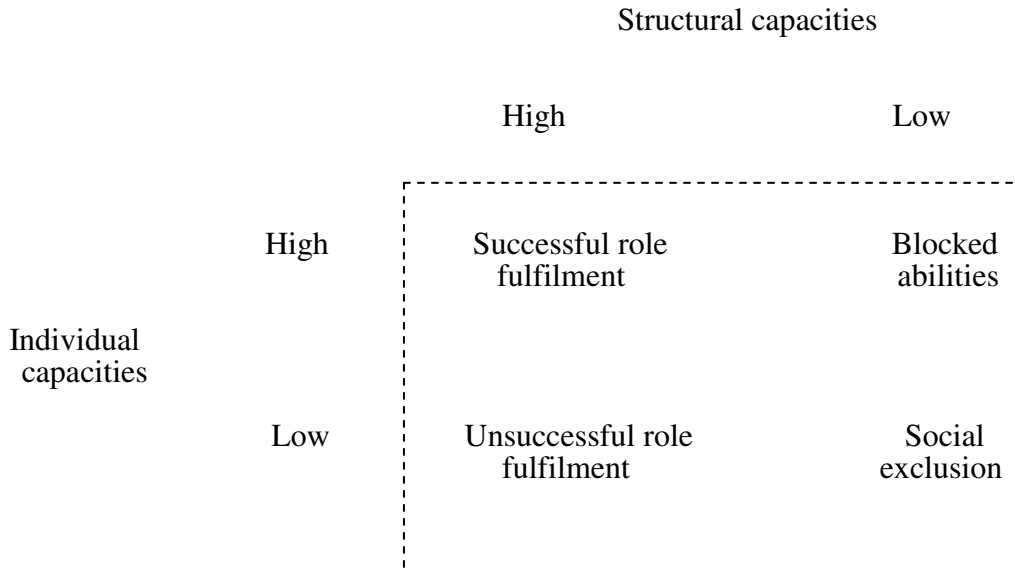 Structural capacities
High Low
High Successful role Blocked
fulfilment abilities
Individual
capacities
Low Unsuccessful role Social
fulfilment exclusion